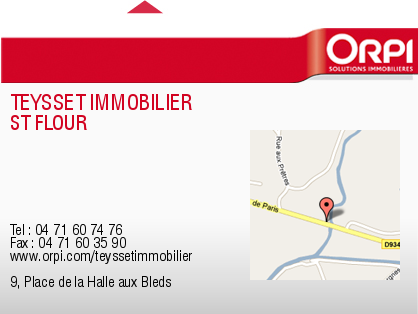 ORPI
SOLUTIONS IMMOBILIÈRES
TEYSSET IMMOBILIER
ST FLOUR
Rue aux Prêtres
de Paris
D934
Tel : 04 71 60 74 76
Fax : 04 71 60 35 90
www.orpi.com/teyssetimmobilier
9, Place de la Halle aux Bleds